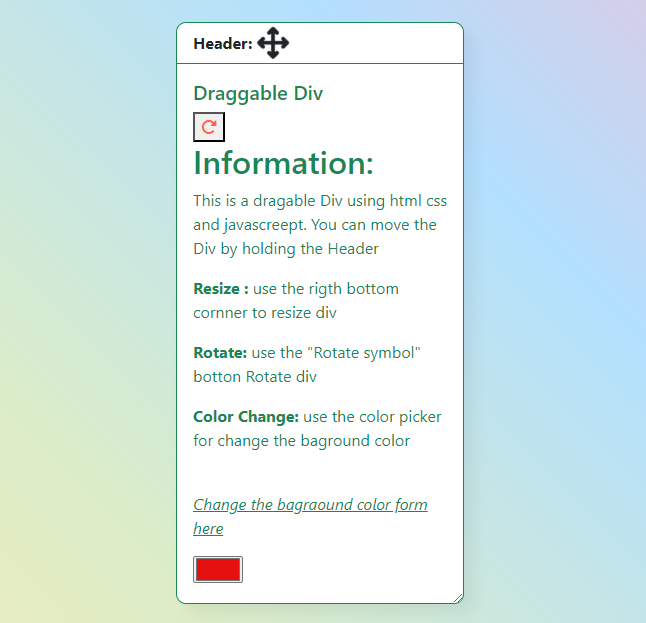 Header:
Draggable Div
Information:
This is a dragable Div using html css
and javascreept. You can move the
Div by holding the Header
Resize : use the rigth bottom
cornner to resize div
Rotate: use the "Rotate symbol"
botton Rotate div
Color Change: use the color picker
for change the baground color
Change the bagraound color form
here